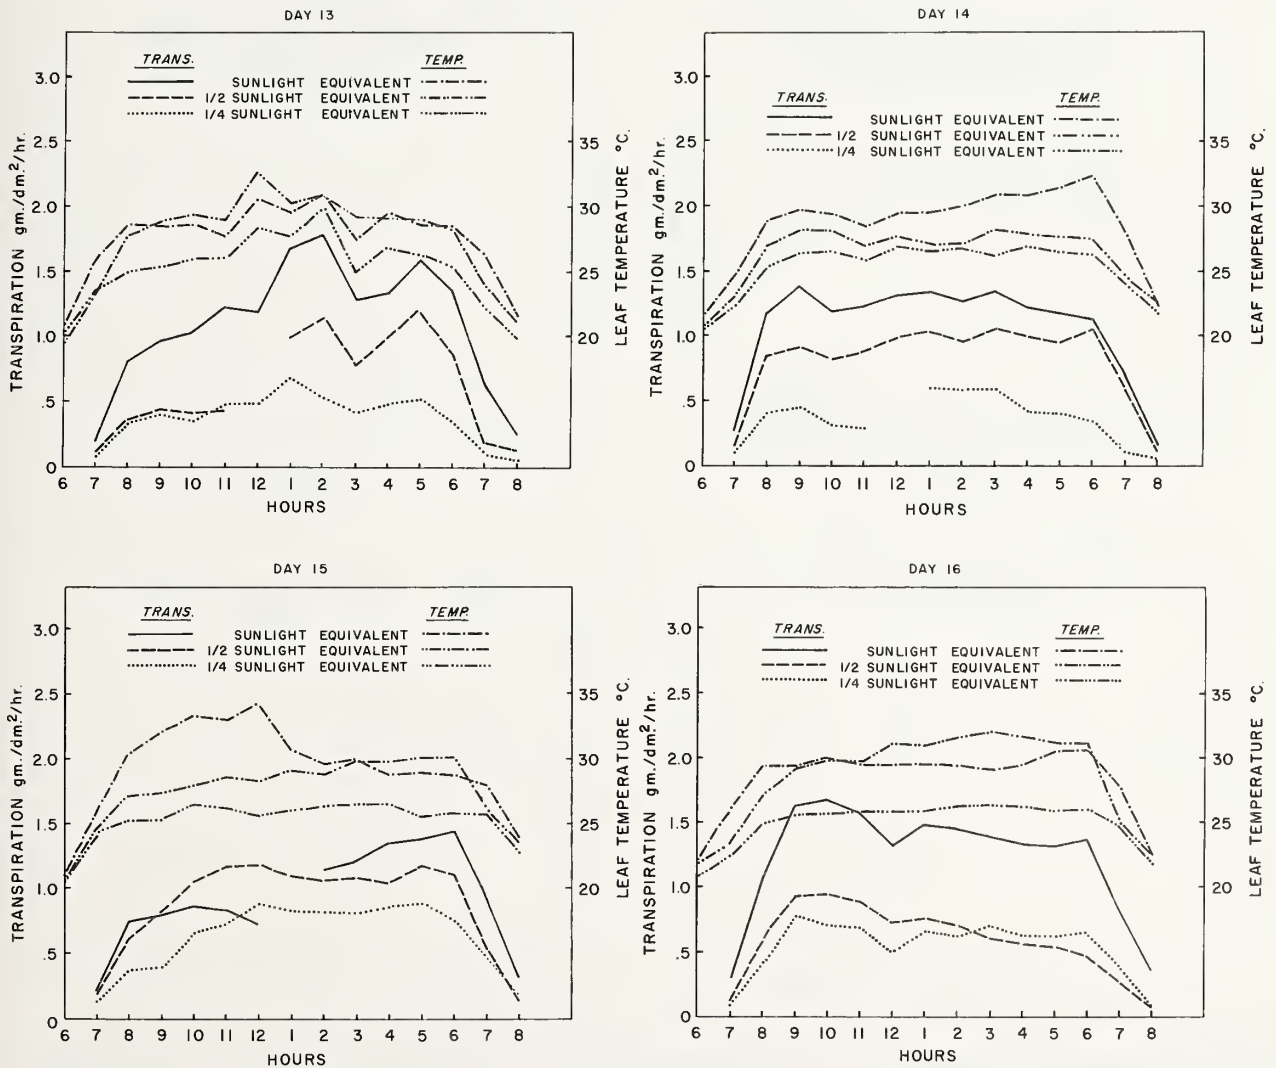 DAY 13
TRANS. TEMP.
SUNLIGHT EQUIVALENT
1/2 SUNLIGHT EQUIVALENT
1/4 SUNLIGHT EQUIVALENT
3.0
2.5
2.0
1.5
1.0
.5
0
TRANSPIRATION gm./dm.²/hr.
35
30
25
20
LEAF TEMPERATURE °C.
6 7 8 9 10 11 12 1 2 3 4 5 6 7 8
HOURS
DAY 14
TRANS. TEMP.
SUNLIGHT EQUIVALENT
1/2 SUNLIGHT EQUIVALENT
1/4 SUNLIGHT EQUIVALENT
3.0
2.5
2 0
1.5
1.0
.5
0
TRANSPIRATION gm./dm.²/hr.
35
30
25
20
LEAF TEMPERATURE °C.
6 7 8 9 10 11 12 1 2 3 4 5 6 7 8
HOURS
DAY 15
TRANS. TEMP.
SUNLIGHT EQUIVALENT
1/2 SUNLIGHT EQUIVALENT
1/4 SUNLIGHT EQUIVALENT
3.0
2.5
2.0
1.5
1.0
.5
0
TRANSPIRATION gm./dm.²/hr.
35
30
25
20
LEAF TEMPERATURE °C.
6 7 8 9 10 11 12 1 2 3 4 5 6 7 8
HOURS
DAY 16
TRANS. TEMP.
SUNLIGHT EQUIVALENT
1/2 SUNLIGHT EQUIVALENT
1/4 SUNLIGHT EQUIVALENT
3.0
2.5
2.0
1.5
1.0
.5
0
TRANSPIRATION gm./dm.²/hr.
35
30
25
20
LEAF TEMPERATURE °C.
6 7 8 9 10 11 12 1 2 3 4 5 6 7 8
HOURS